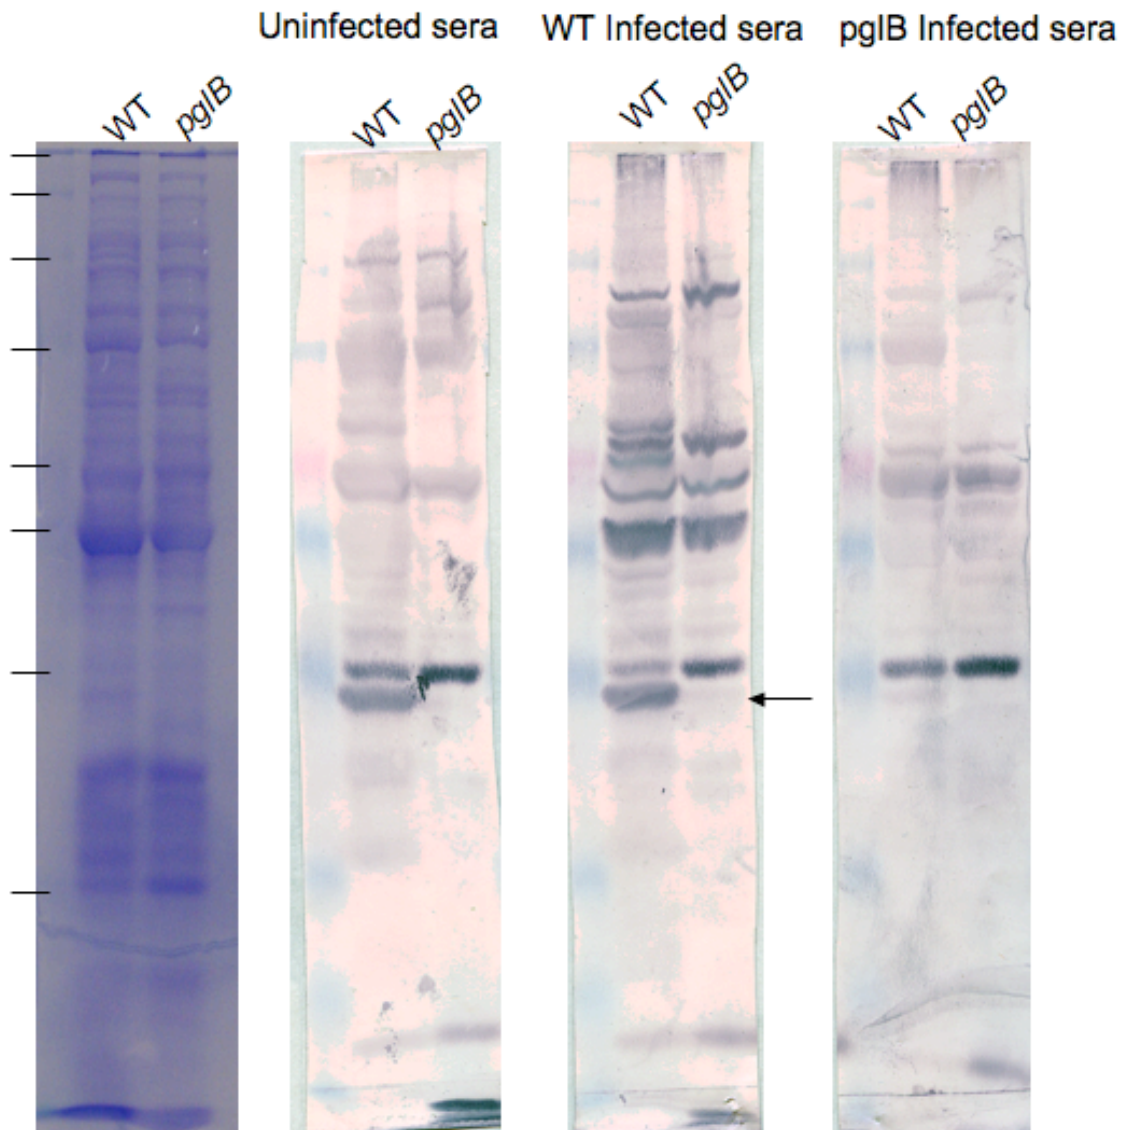 Uninfected sera
WT Infected sera
pglB Infected sera
WT
pglB
WT
pglB
WT
pglB
WT
pglB